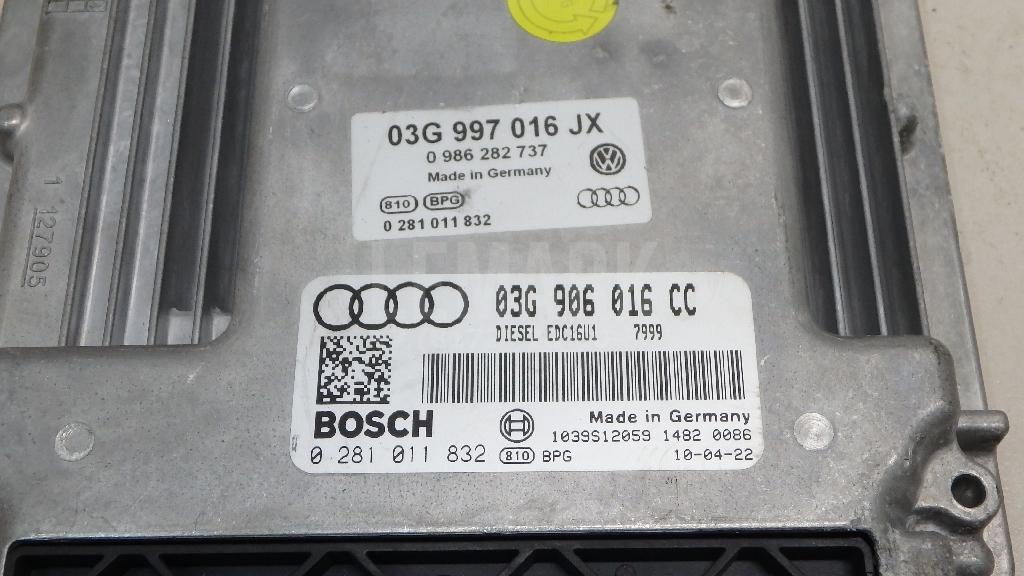 03G 997 016 JX
0 986 282 737
Made in Germany
810 BPG
0 281 011 832
1 127905
LEMARK
03G 906 016 CC
DIESEL EDC16U1 7999
BOSCH
Made in Germany
1039S12059 1482 0086
0 281 011 832 810 BPG 10-04-22